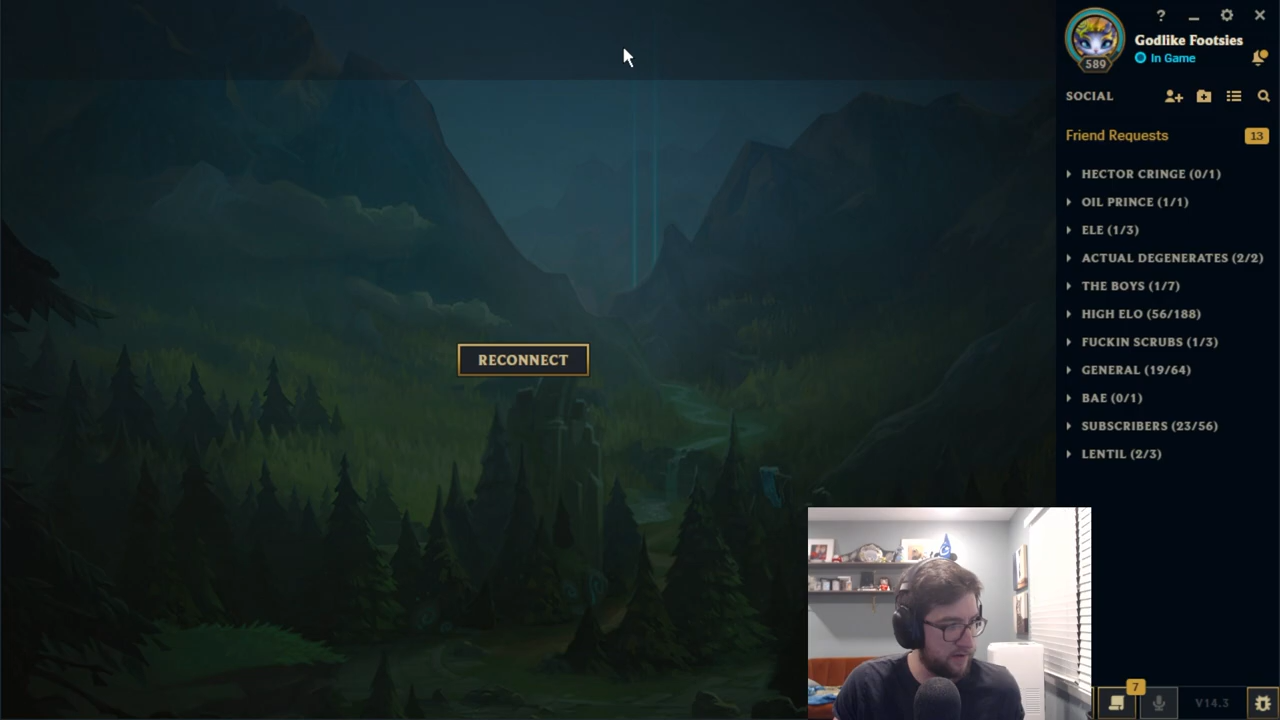 ?
Godlike Footsies
In Game
589
SOCIAL
Friend Requests
13
HECTOR CRINGE (0/1)
OIL PRINCE (1/1)
ELE (1/3)
ACTUAL DEGENERATES (2/2)
THE BOYS (1/7)
HIGH ELO (56/188)
FUCKIN SCRUBS (1/3)
RECONNECT
GENERAL (19/64)
BAE (0/1)
SUBSCRIBERS (23/56)
LENTIL (2/3)
7
V14.3